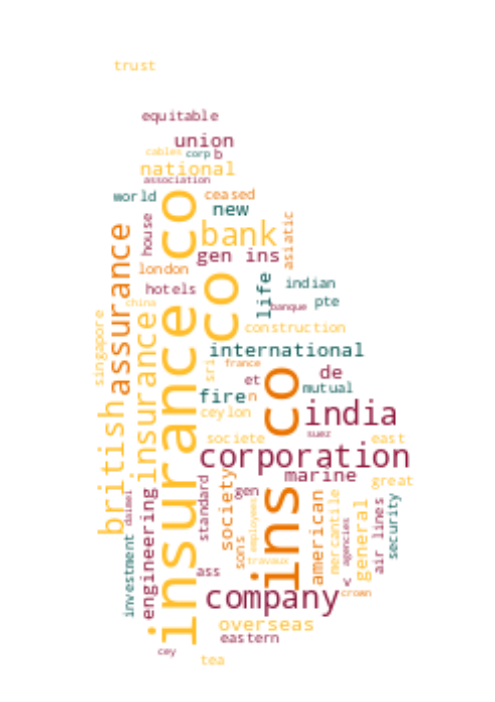 trust
equitable
union
cables corp b
national
association
world ceased
new
house
bank
asiatic
gen ins
london
assurance
insurance co
co
life
indian
hotels
banque pte
china
singapore
insurance
construction
international
sri
france
de
et
mutual
fire n
ins co
ceylon
india
british
suez
societe east
corporation
marine
great
standard
society
gen
engineering
daimei
investment
sons
employees
american
mercantile
agencies
v
general
air lines
security
travaux
ass
company
crown
overseas
eastern
cey
tea